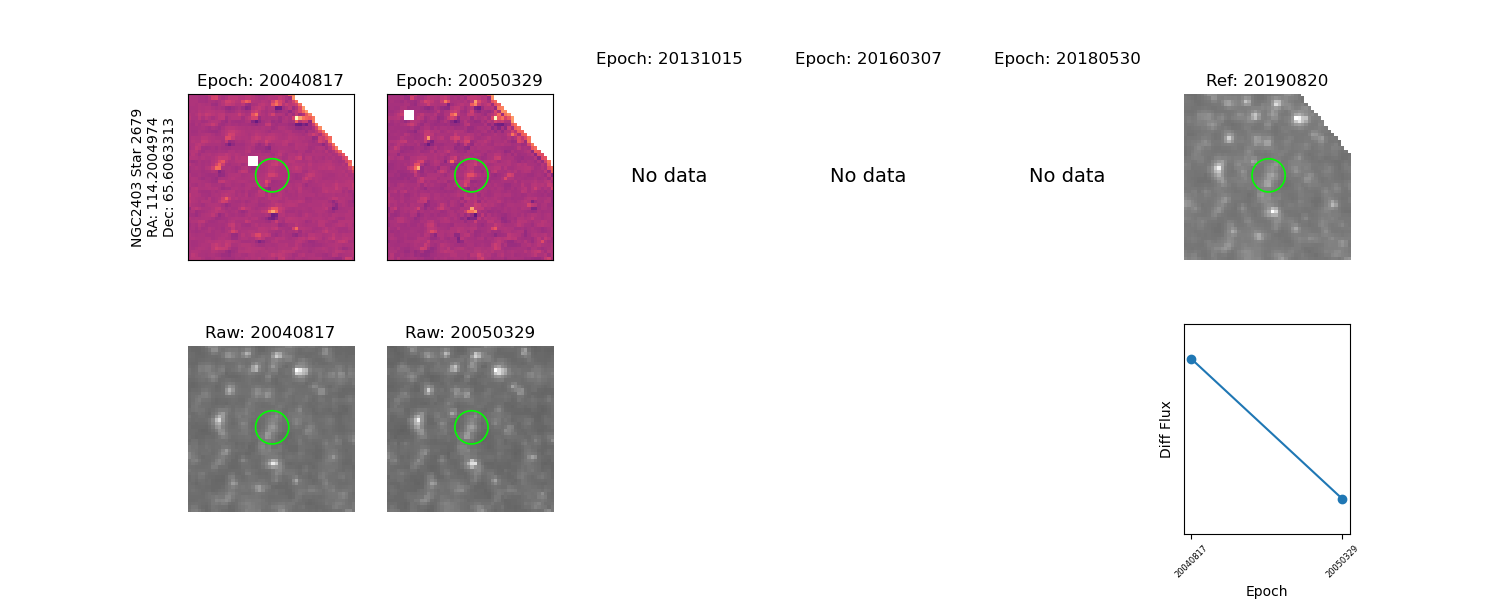 Epoch: 20040817
Epoch: 20050329
Epoch: 20131015
Epoch: 20160307
Epoch: 20180530
Ref: 20190820
NGC2403 Star 2679
RA: 114.2004974
Dec: 65.6063313
No data
No data
No data
Raw: 20040817
Raw: 20050329
Diff Flux
20040817
20050329
Epoch